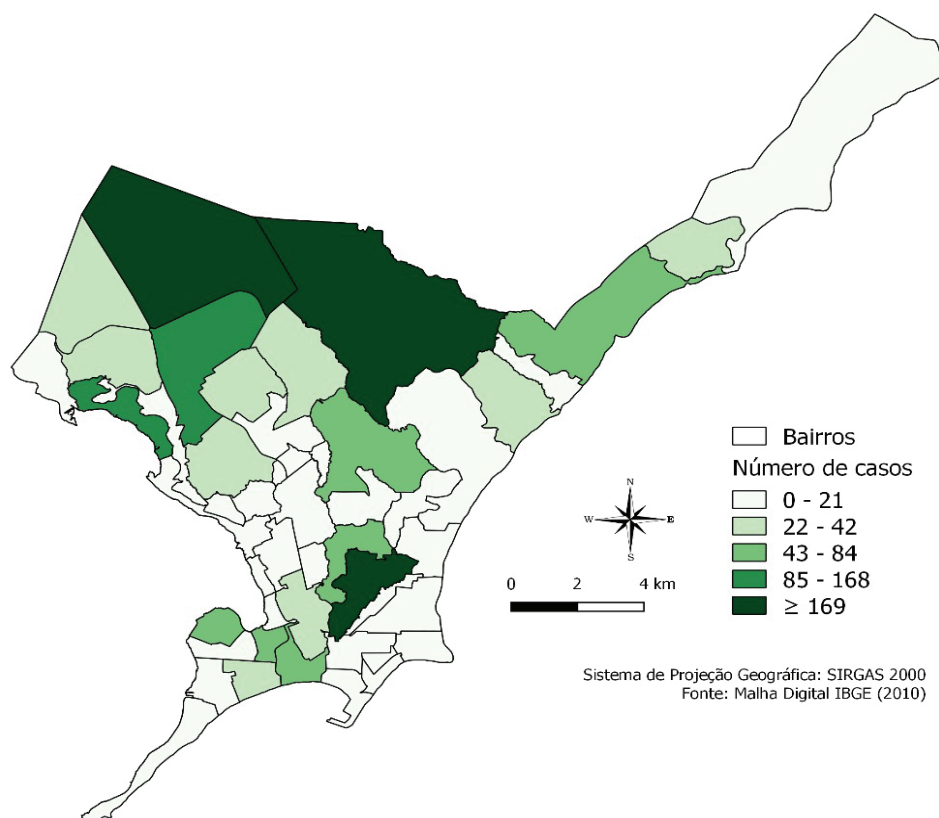 Bairros
Número de casos
0 - 21
22 - 42
43 - 84
85 - 168
≥ 169
N
W
E
S
0 2 4 km
Sistema de Projeção Geográfica: SIRGAS 2000
Fonte: Malha Digital IBGE (2010)